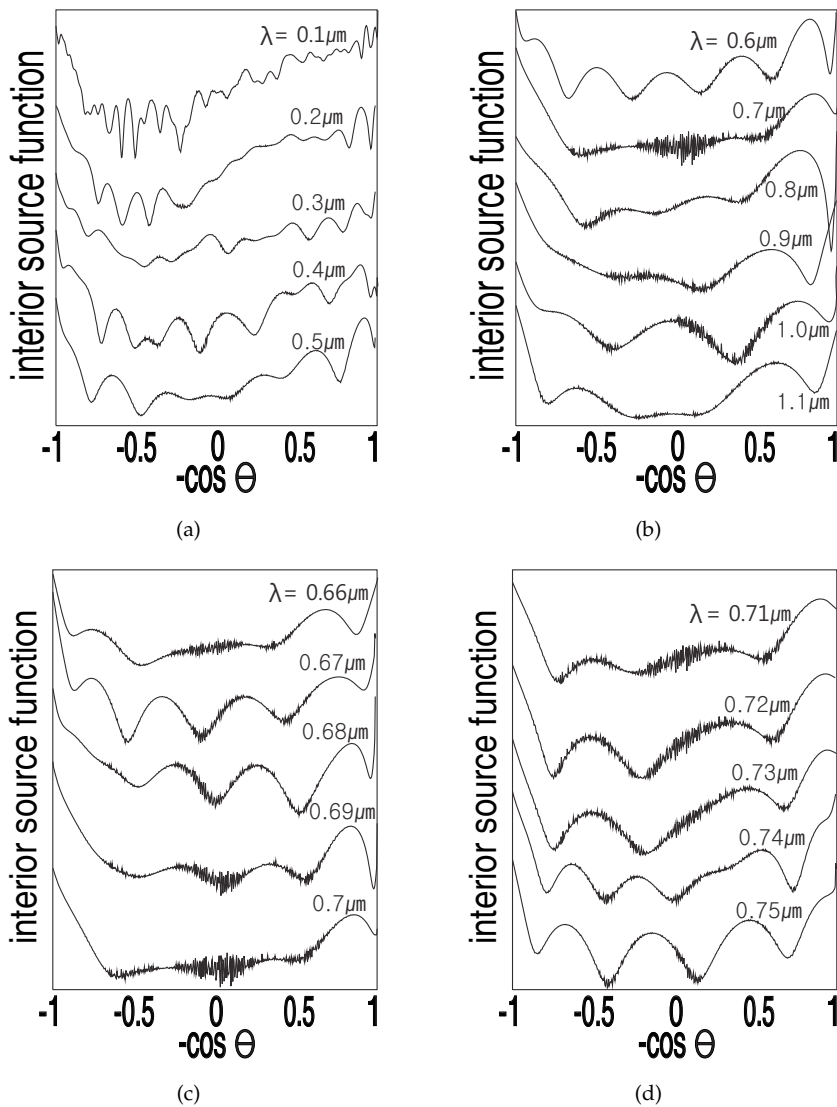 interior source function
λ= 0.1μm
0.2μm
0.3μm
0.4μm
0.5μm
-1 -0.5 0 0.5 1
-cos θ
(a)
interior source function
λ= 0.6μm
0.7μm
0.8μm
0.9μm
1.0μm
1.1μm
-1 -0.5 0 0.5 1
-cos θ
(b)
interior source function
λ= 0.66μm
0.67μm
0.68μm
0.69μm
0.7μm
-1 -0.5 0 0.5 1
-cos θ
(c)
interior source function
λ= 0.71μm
0.72μm
0.73μm
0.74μm
0.75μm
-1 -0.5 0 0.5 1
-cos θ
(d)